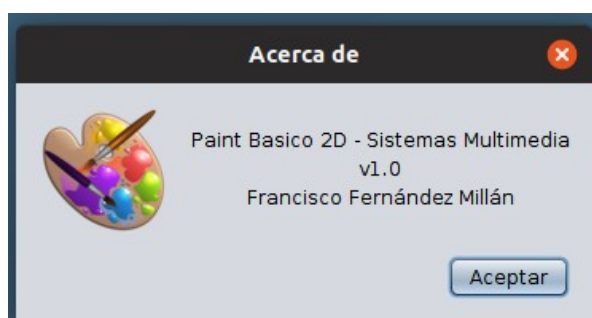 Acerca de
Paint Basico 2D - Sistemas Multimedia
v1.0
Francisco Fernández Millán
Aceptar